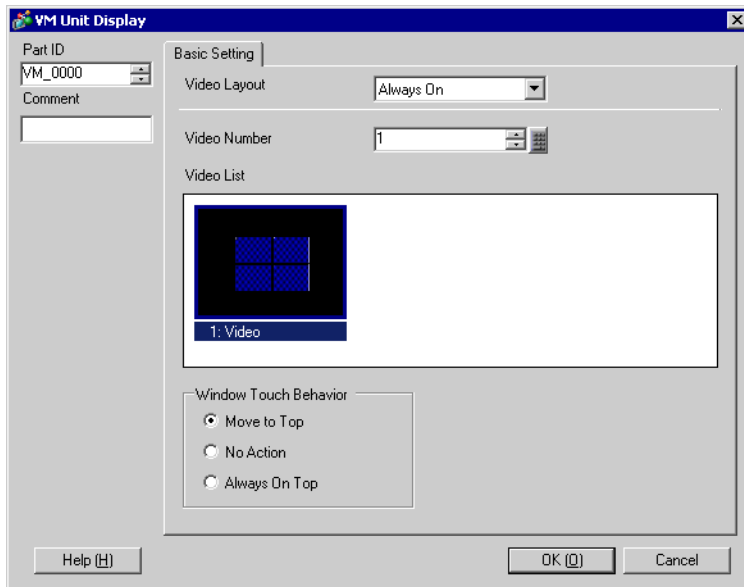 VM Unit Display
Part ID
VM_0000
Comment
Basic Setting
Video Layout
Always On
Video Number
1
Video List
1: Video
Window Touch Behavior
Move to Top
No Action
Always On Top
Help (H)
OK (O)
Cancel